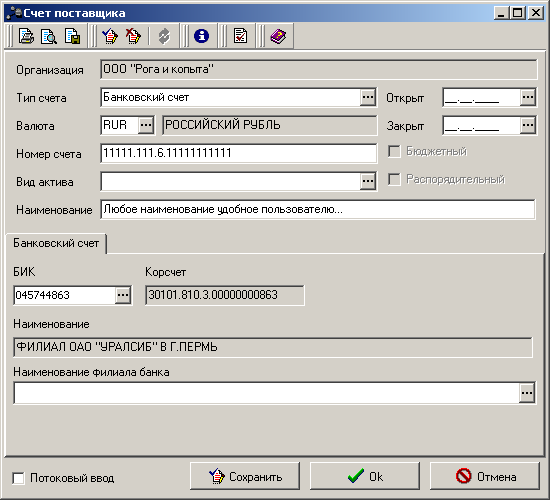 Счет поставщика
Организация ООО "Рога и копыта"
Тип счета Банковский счет Открыт __.__.____
Валюта RUR РОССИЙСКИЙ РУБЛЬ Закрыт __.__.____
Номер счета 11111.111.6.11111111111 Бюджетный
Вид актива Распорядительный
Наименование Любое наименование удобное пользователю...
Банковский счет
БИК Корсчет
045744863 30101.810.3.00000000863
Наименование
ФИЛИАЛ ОАО "УРАЛСИБ" В Г.ПЕРМЬ
Наименование филиала банка
Потоковый ввод Сохранить Ok Отмена